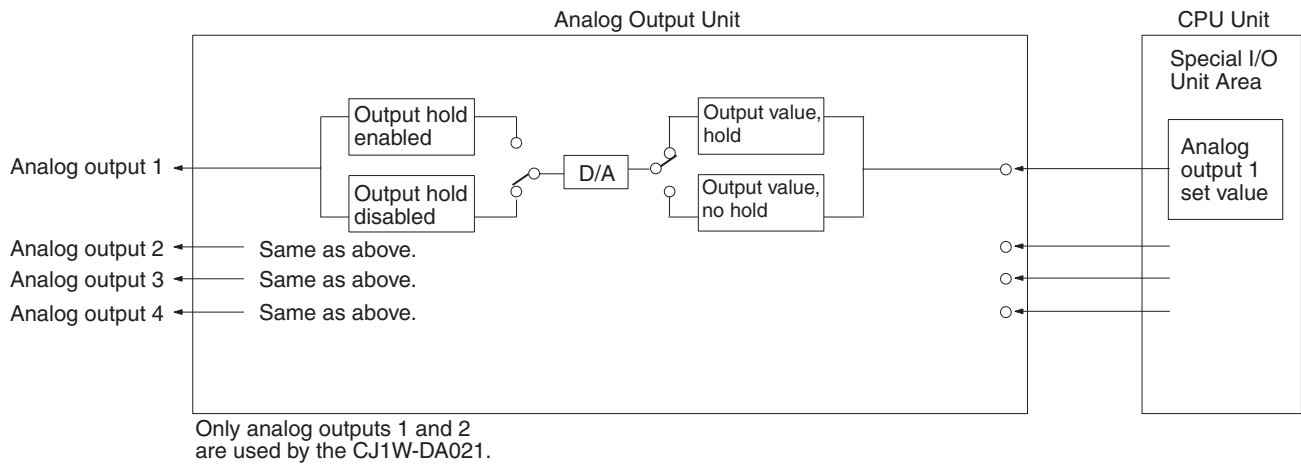 Analog Output Unit
CPU Unit
Special I/O
Unit Area
Output hold
enabled
Output value,
hold
Analog output 1
D/A
Analog
output 1
set value
Output hold
disabled
Output value,
no hold
Analog output 2
Same as above.
Analog output 3
Same as above.
Analog output 4
Same as above.
Only analog outputs 1 and 2
are used by the CJ1W-DA021.